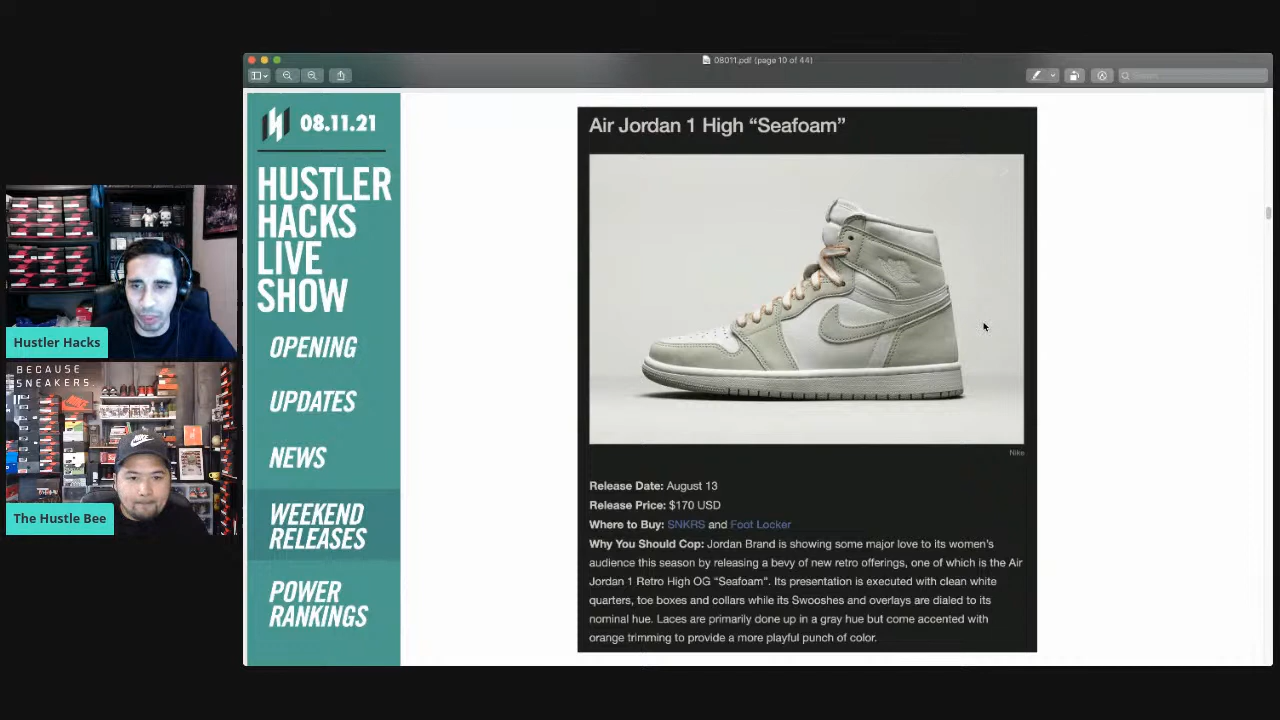 08011.pdf (page 10 of 44)
Search
08.11.21
HUSTLER
HACKS
LIVE
SHOW
OPENING
UPDATES
NEWS
WEEKEND
RELEASES
POWER
RANKINGS
Hustler Hacks
BECAUSE
SNEAKERS.
The Hustle Bee
Air Jordan 1 High “Seafoam”
Nike
Release Date: August 13
Release Price: $170 USD
Where to Buy: SNKRS and Foot Locker
Why You Should Cop: Jordan Brand is showing some major love to its women’s
audience this season by releasing a bevy of new retro offerings, one of which is the Air
Jordan 1 Retro High OG “Seafoam”. Its presentation is executed with clean white
quarters, toe boxes and collars while its Swooshes and overlays are dialed to its
nominal hue. Laces are primarily done up in a gray hue but come accented with
orange trimming to provide a more playful punch of color.